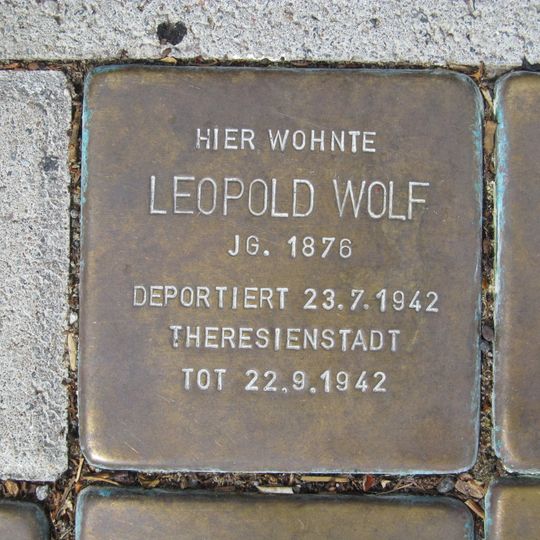 HIER WOHNTE
LEOPOLD WOLF
JG. 1876
DEPORTIERT 23.7.1942
THERESIENSTADT
TOT 22.9.1942